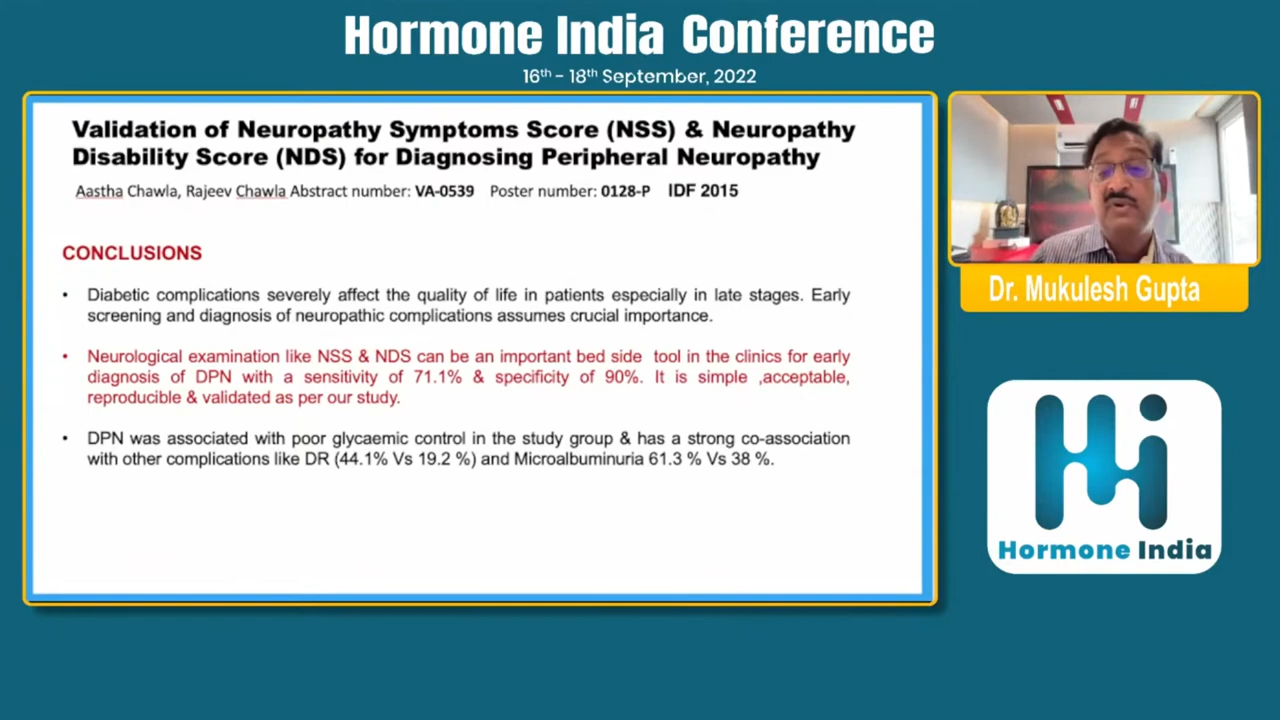 Hormone India Conference
16th - 18th September, 2022
Validation of Neuropathy Symptoms Score (NSS) & Neuropathy
Disability Score (NDS) for Diagnosing Peripheral Neuropathy
Aastha Chawla, Rajeev Chawla Abstract number: VA-0539 Poster number: 0128-P IDF 2015
CONCLUSIONS
• Diabetic complications severely affect the quality of life in patients especially in late stages. Early
screening and diagnosis of neuropathic complications assumes crucial importance.
• Neurological examination like NSS & NDS can be an important bed side tool in the clinics for early
diagnosis of DPN with a sensitivity of 71.1% & specificity of 90%. It is simple ,acceptable,
reproducible & validated as per our study.
• DPN was associated with poor glycaemic control in the study group & has a strong co-association
with other complications like DR (44.1% Vs 19.2 %) and Microalbuminuria 61.3 % Vs 38 %.
Dr. Mukulesh Gupta
Hormone India